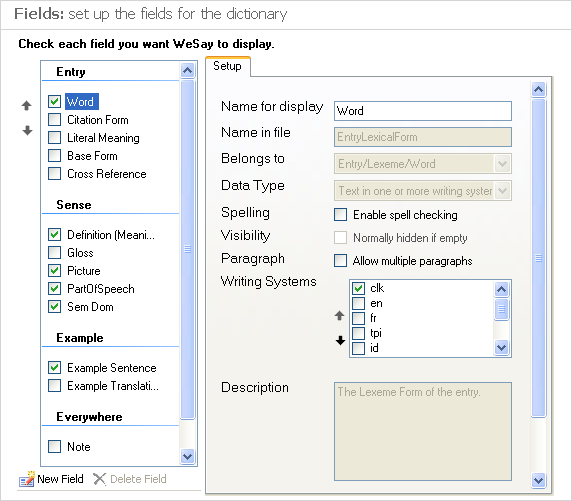 Fields: set up the fields for the dictionary
Check each field you want WeSay to display.
Entry
Word
Citation Form
Literal Meaning
Base Form
Cross Reference
Sense
Definition (Meani...
Gloss
Picture
PartOfSpeech
Sem Dom
Example
Example Sentence
Example Translati...
Everywhere
Note
New Field
Delete Field
Setup
Name for display
Word
Name in file
EntryLexicalForm
Belongs to
Entry/Lexeme/Word
Data Type
Text in one or more writing system
Spelling
Enable spell checking
Visibility
Normally hidden if empty
Paragraph
Allow multiple paragraphs
Writing Systems
clk
en
fr
tpi
id
Description
The Lexeme Form of the entry.